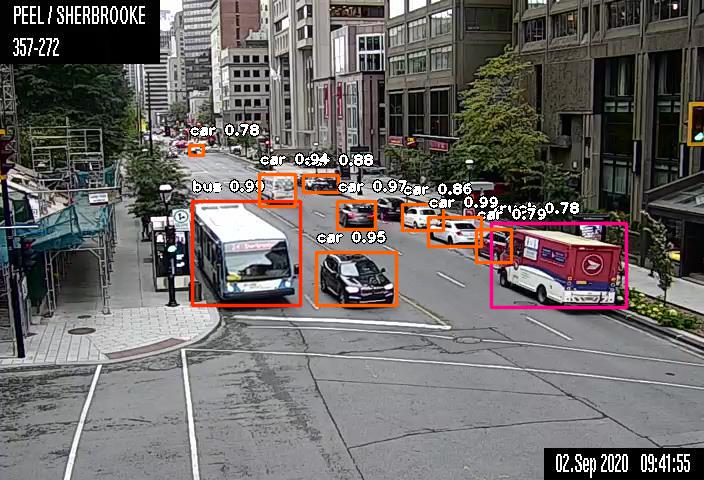 PEEL / SHERBROOKE
357-272
car 0.78
car 0.94
0.88
bus 0.99
car 0.97
car 0.86
car 0.99
car 0.79
truck 0.78
car 0.95
02.Sep 2020 09:41:55